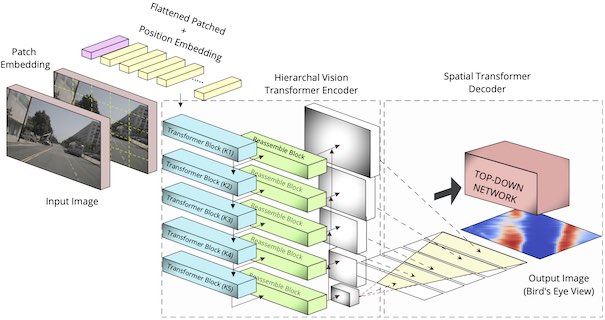 Flattened Patched
+
Position Embedding
Patch
Embedding
Input Image
Hierarchal Vision
Transformer Encoder
Spatial Transformer
Decoder
Transformer Block (K1)
Reassemble Block
Transformer Block (K2)
Reassemble Block
Transformer Block (K3)
Reassemble Block
Transformer Block (K4)
Reassemble Block
Transformer Block (K5)
Reassemble Block
TOP-DOWN
NETWORK
Output Image
(Bird's Eye View)